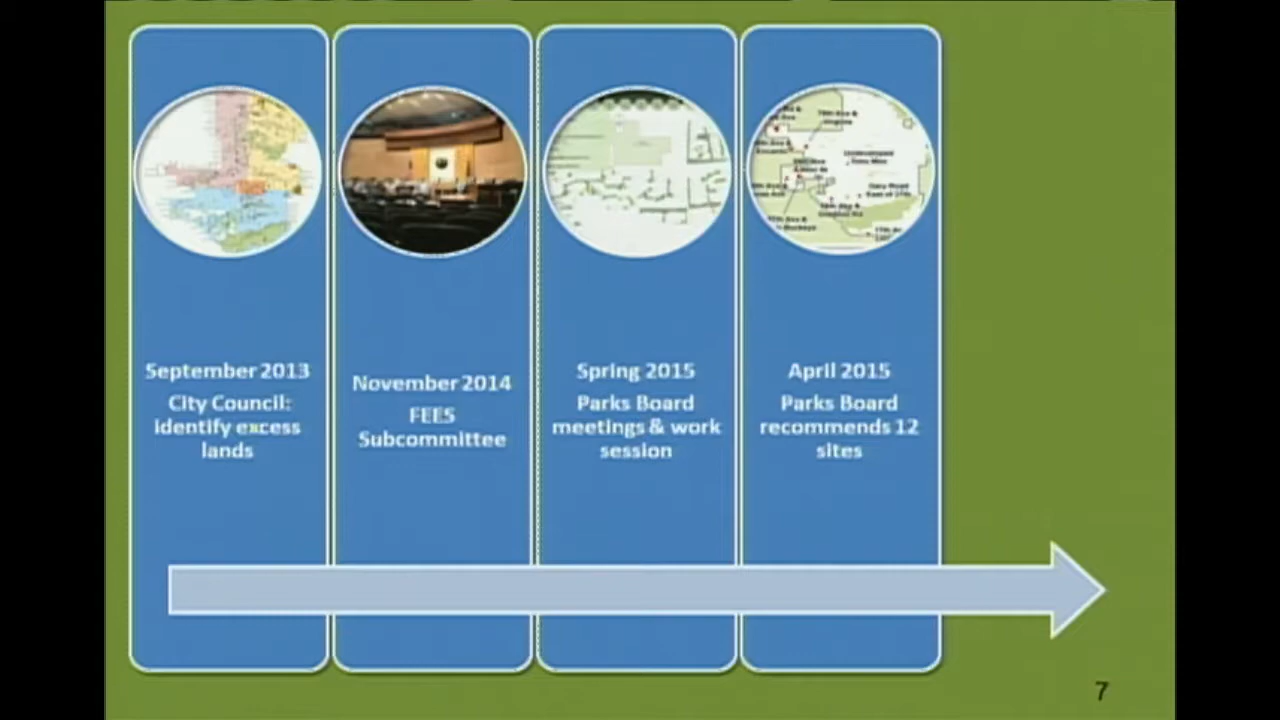 September 2013
City Council:
identify excess
lands
November 2014
FEES
Subcommittee
Spring 2015
Parks Board
meetings & work
session
April 2015
Parks Board
recommends 12
sites
7